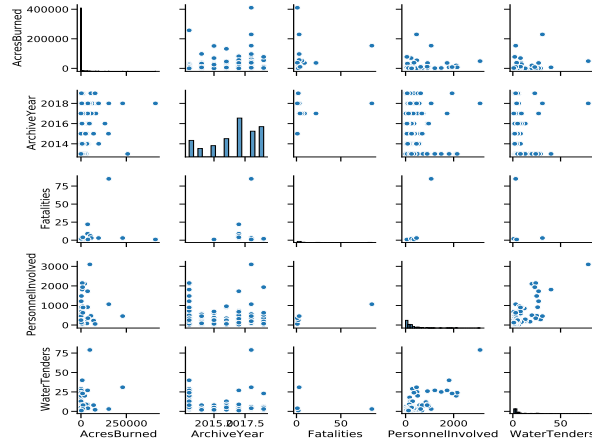 400000
200000
0
AcresBurned
2018
2016
2014
ArchiveYear
75
50
25
0
Fatalities
3000
2000
1000
0
PersonnelInvolved
75
50
25
0
WaterTenders
0 250000
AcresBurned
2015.0 2017.5
ArchiveYear
0 50
Fatalities
0 2000
PersonnelInvolved
0 50
WaterTenders